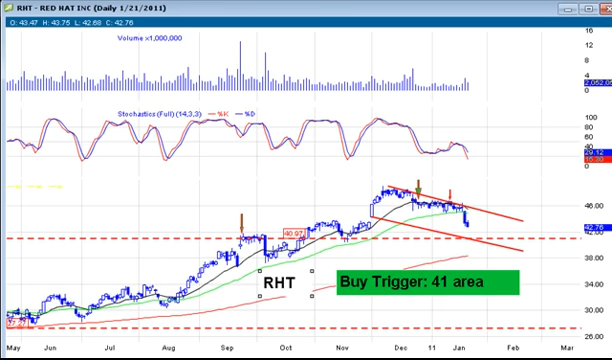 RHT - RED HAT INC (Daily 1/21/2011)
O: 43.47 H: 43.75 L: 42.68 C: 42.76
Volume x1,000,000
16
12
8
4
0
Stochastics (Full) (14,3,3) %K %D
100
80
60
40
29.12
20
0
46.00
42.76
42.00
40.97
38.00
34.00
30.00
26.00
RHT
Buy Trigger: 41 area
May Jun Jul Aug Sep Oct Nov Dec 11 Jan Feb Mar